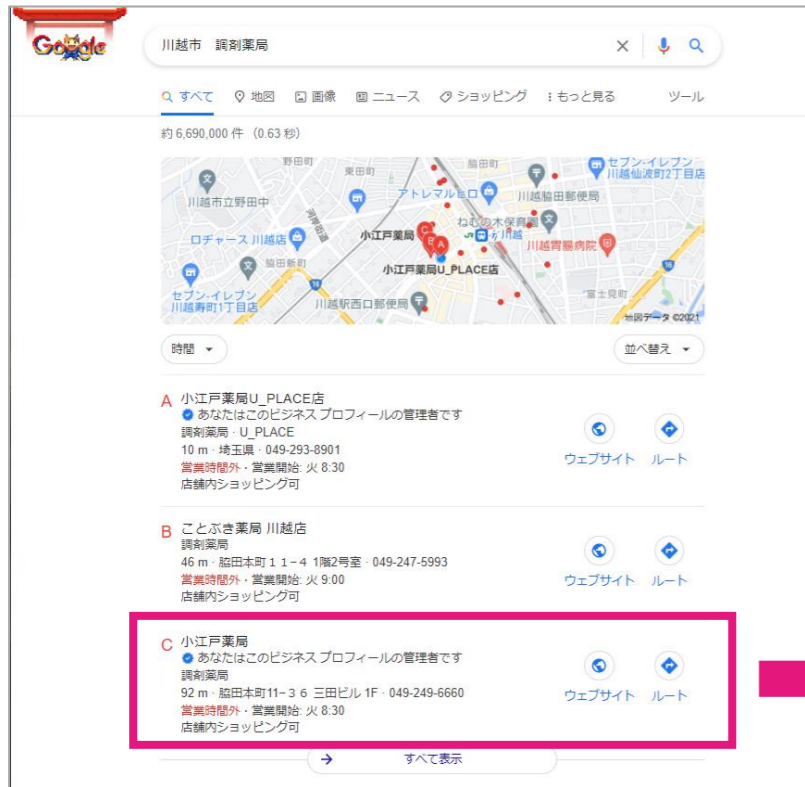 Google
川越市　調剤薬局
すべて 地図 画像 ニュース ショッピング もっと見る ツール
約 6,690,000 件 （0.63 秒）
野田町
東田町
脇田町
セブン-イレブン
川越仙波町2丁目店
川越市立野田中
アトレマルヒロ
川越脇田郵便局
ねむの木保育園
ロヂャース 川越店
小江戸薬局
C
B
A
川越
川越胃腸病院
脇田新町
小江戸薬局U_PLACE店
16
セブン-イレブン
川越寿町1丁目店
川越駅西口郵便局
富士見町
地図データ ©2021
時間
並べ替え
A 小江戸薬局U_PLACE店
あなたはこのビジネス プロフィールの管理者です
調剤薬局 · U_PLACE
10 m · 埼玉県 · 049-293-8901
営業時間外 · 営業開始: 火 8:30
店舗内ショッピング可
ウェブサイト ルート
B ことぶき薬局 川越店
調剤薬局
46 m · 脇田本町１１−４ 1階2号室 · 049-247-5993
営業時間外 · 営業開始: 火 9:00
店舗内ショッピング可
ウェブサイト ルート
C 小江戸薬局
あなたはこのビジネス プロフィールの管理者です
調剤薬局
92 m · 脇田本町11−３６ 三田ビル 1F · 049-249-6660
営業時間外 · 営業開始: 火 8:30
店舗内ショッピング可
ウェブサイト ルート
すべて表示